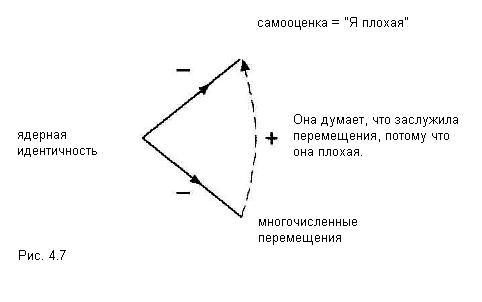 самооценка = "Я плохая"
−
ядерная
идентичность
+
Она думает, что заслужила
перемещения, потому что
она плохая.
−
многочисленные
перемещения
Рис. 4.7